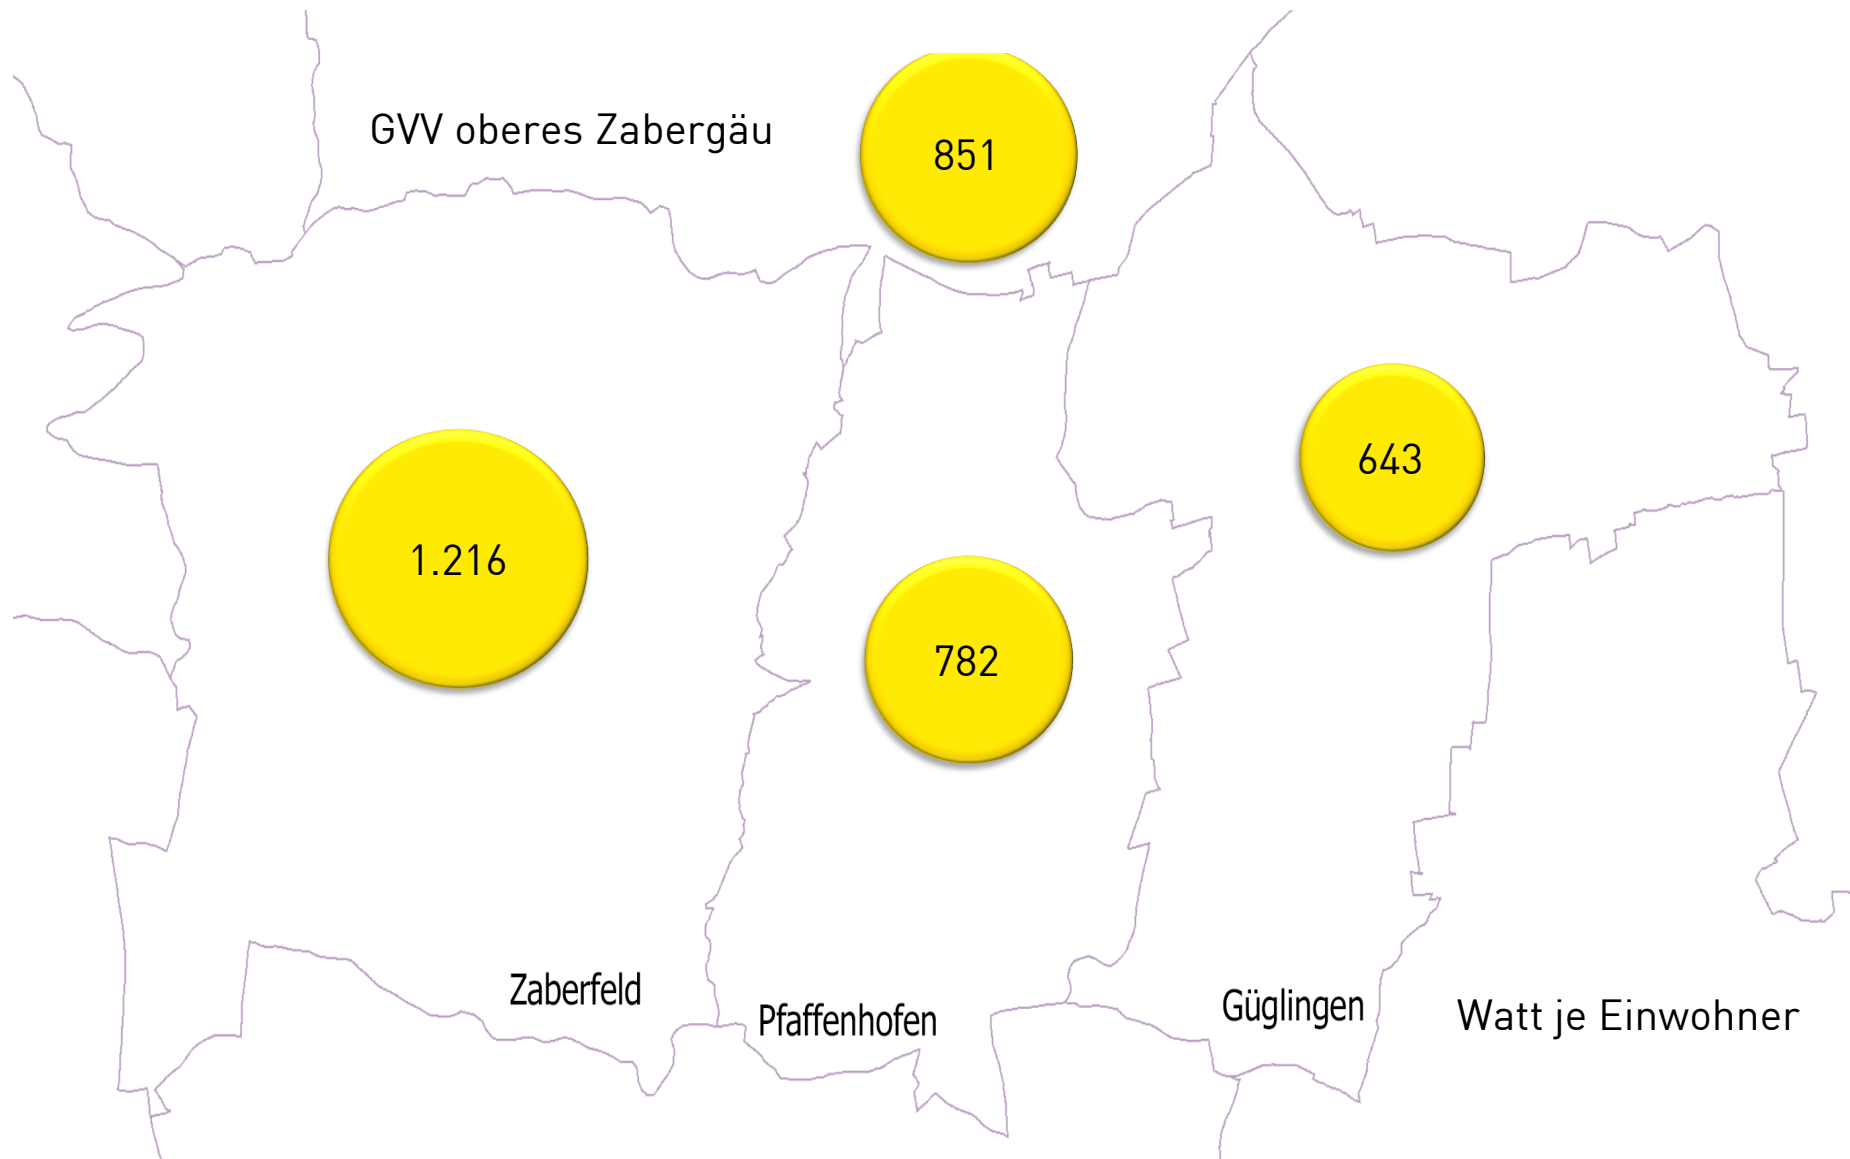 GVV oberes Zabergäu
851
643
1.216
782
Zaberfeld
Pfaffenhofen
Güglingen
Watt je Einwohner